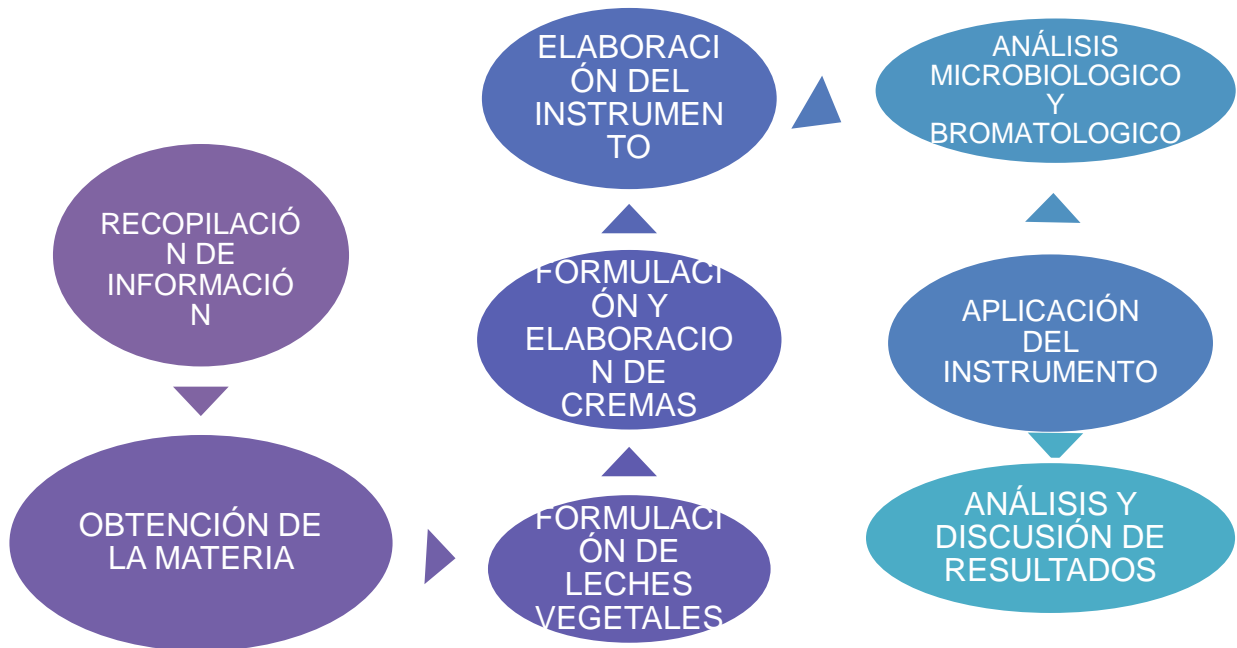 RECOPILACIÓ
N DE
INFORMACIÓ
N
OBTENCIÓN DE
LA MATERIA
FORMULACI
ÓN DE
LECHES
VEGETALES
FORMULACI
ÓN Y
ELABORACIO
N DE
CREMAS
ELABORACI
ÓN DEL
INSTRUMEN
TO
ANÁLISIS
MICROBIOLOGICO
Y
BROMATOLOGICO
APLICACIÓN
DEL
INSTRUMENTO
ANÁLISIS Y
DISCUSIÓN DE
RESULTADOS